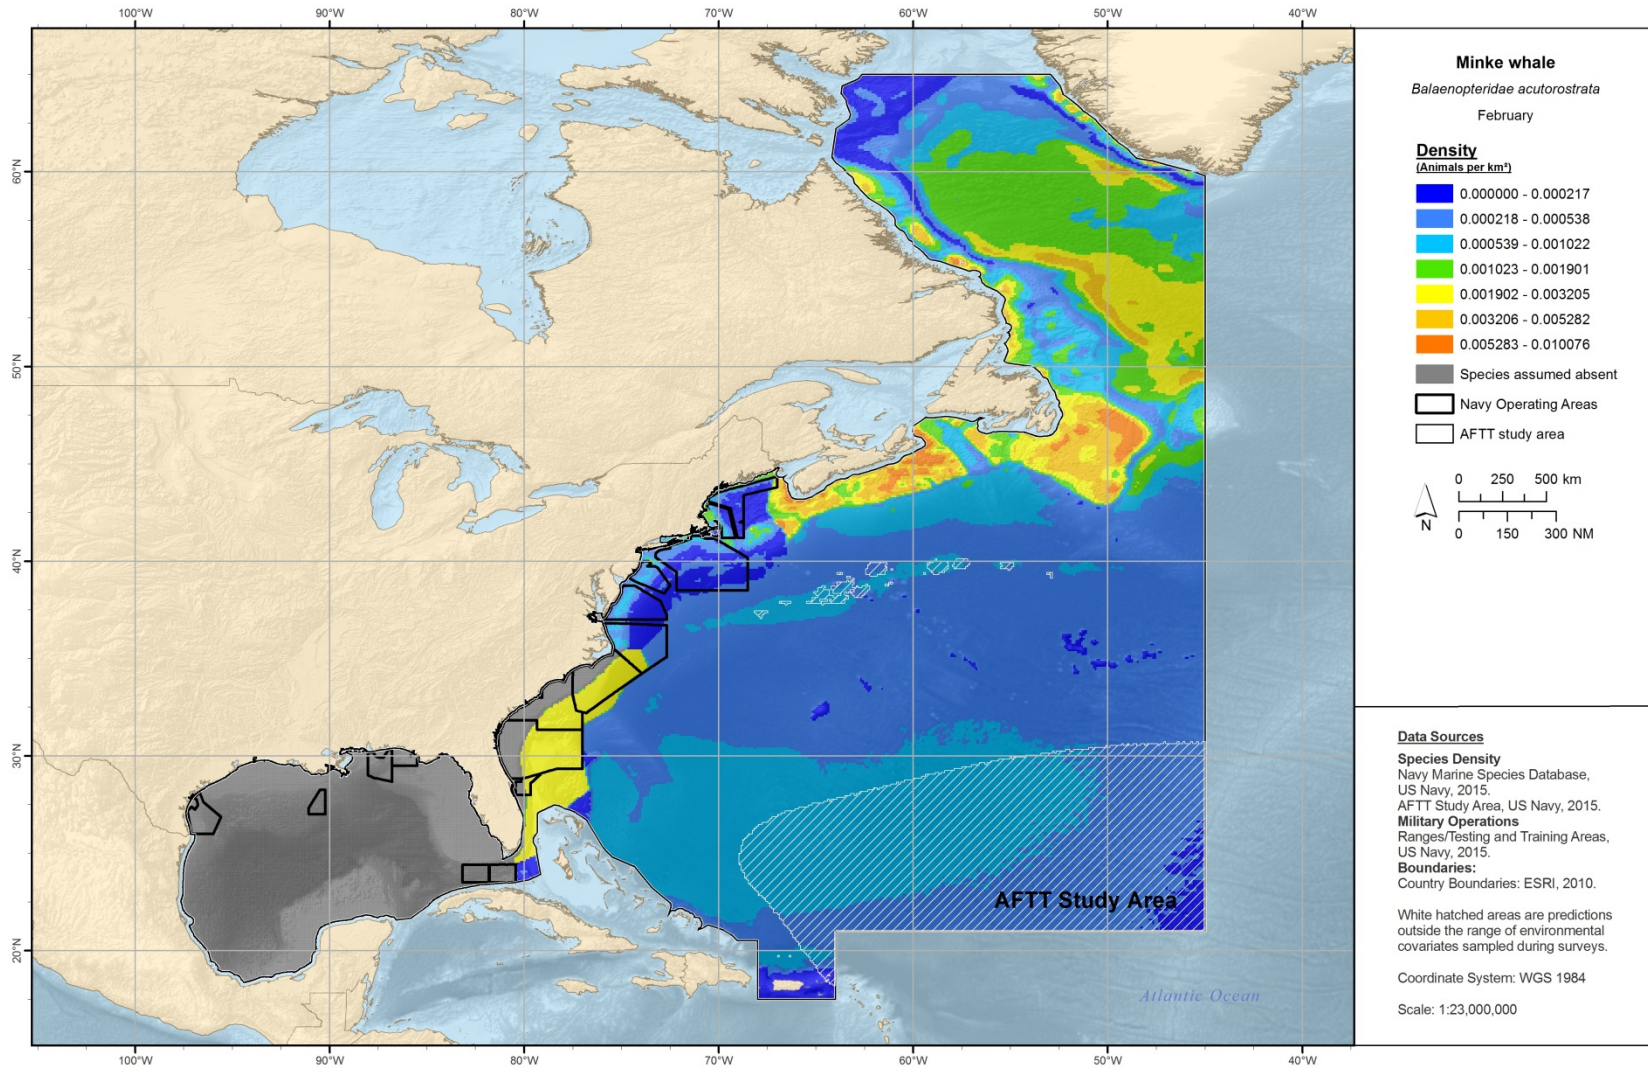 100°W
90°W
80°W
70°W
60°W
50°W
40°W
60°N
50°N
40°N
30°N
20°N
60°N
50°N
40°N
30°N
20°N
AFTT Study Area
Atlantic Ocean
100°W
90°W
80°W
70°W
60°W
50°W
40°W
Minke whale
Balaenopteridae acutorostrata
February
Density
(Animals per km²)
0.000000 - 0.000217
0.000218 - 0.000538
0.000539 - 0.001022
0.001023 - 0.001901
0.001902 - 0.003205
0.003206 - 0.005282
0.005283 - 0.010076
Species assumed absent
Navy Operating Areas
AFTT study area
0 250 500 km
N
0 150 300 NM
Data Sources
Species Density
Navy Marine Species Database,
US Navy, 2015.
AFTT Study Area, US Navy, 2015.
Military Operations
Ranges/Testing and Training Areas,
US Navy, 2015.
Boundaries:
Country Boundaries: ESRI, 2010.
White hatched areas are predictions
outside the range of environmental
covariates sampled during surveys.
Coordinate System: WGS 1984
Scale: 1:23,000,000